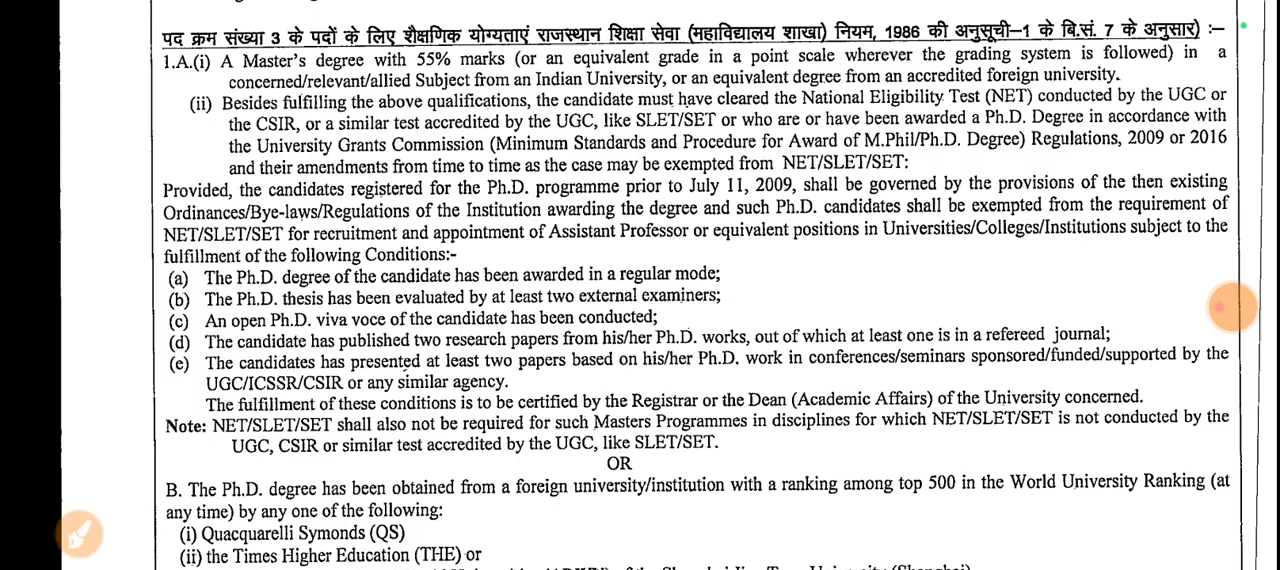 पद क्रम संख्या 3 के पदों के लिए शैक्षणिक योग्यताएं राजस्थान शिक्षा सेवा (महाविद्यालय शाखा) नियम, 1986 की अनुसूची–1 के बि.सं. 7 के अनुसार) :–
1.A.(i) A Master's degree with 55% marks (or an equivalent grade in a point scale wherever the grading system is followed) in a
concerned/relevant/allied Subject from an Indian University, or an equivalent degree from an accredited foreign university.
(ii) Besides fulfilling the above qualifications, the candidate must have cleared the National Eligibility Test (NET) conducted by the UGC or
the CSIR, or a similar test accredited by the UGC, like SLET/SET or who are or have been awarded a Ph.D. Degree in accordance with
the University Grants Commission (Minimum Standards and Procedure for Award of M.Phil/Ph.D. Degree) Regulations, 2009 or 2016
and their amendments from time to time as the case may be exempted from NET/SLET/SET:
Provided, the candidates registered for the Ph.D. programme prior to July 11, 2009, shall be governed by the provisions of the then existing
Ordinances/Bye-laws/Regulations of the Institution awarding the degree and such Ph.D. candidates shall be exempted from the requirement of
NET/SLET/SET for recruitment and appointment of Assistant Professor or equivalent positions in Universities/Colleges/Institutions subject to the
fulfillment of the following Conditions:-
(a) The Ph.D. degree of the candidate has been awarded in a regular mode;
(b) The Ph.D. thesis has been evaluated by at least two external examiners;
(c) An open Ph.D. viva voce of the candidate has been conducted;
(d) The candidate has published two research papers from his/her Ph.D. works, out of which at least one is in a refereed journal;
(e) The candidates has presented at least two papers based on his/her Ph.D. work in conferences/seminars sponsored/funded/supported by the
UGC/ICSSR/CSIR or any similar agency.
The fulfillment of these conditions is to be certified by the Registrar or the Dean (Academic Affairs) of the University concerned.
Note: NET/SLET/SET shall also not be required for such Masters Programmes in disciplines for which NET/SLET/SET is not conducted by the
UGC, CSIR or similar test accredited by the UGC, like SLET/SET.
OR
B. The Ph.D. degree has been obtained from a foreign university/institution with a ranking among top 500 in the World University Ranking (at
any time) by any one of the following:
(i) Quacquarelli Symonds (QS)
(ii) the Times Higher Education (THE) or